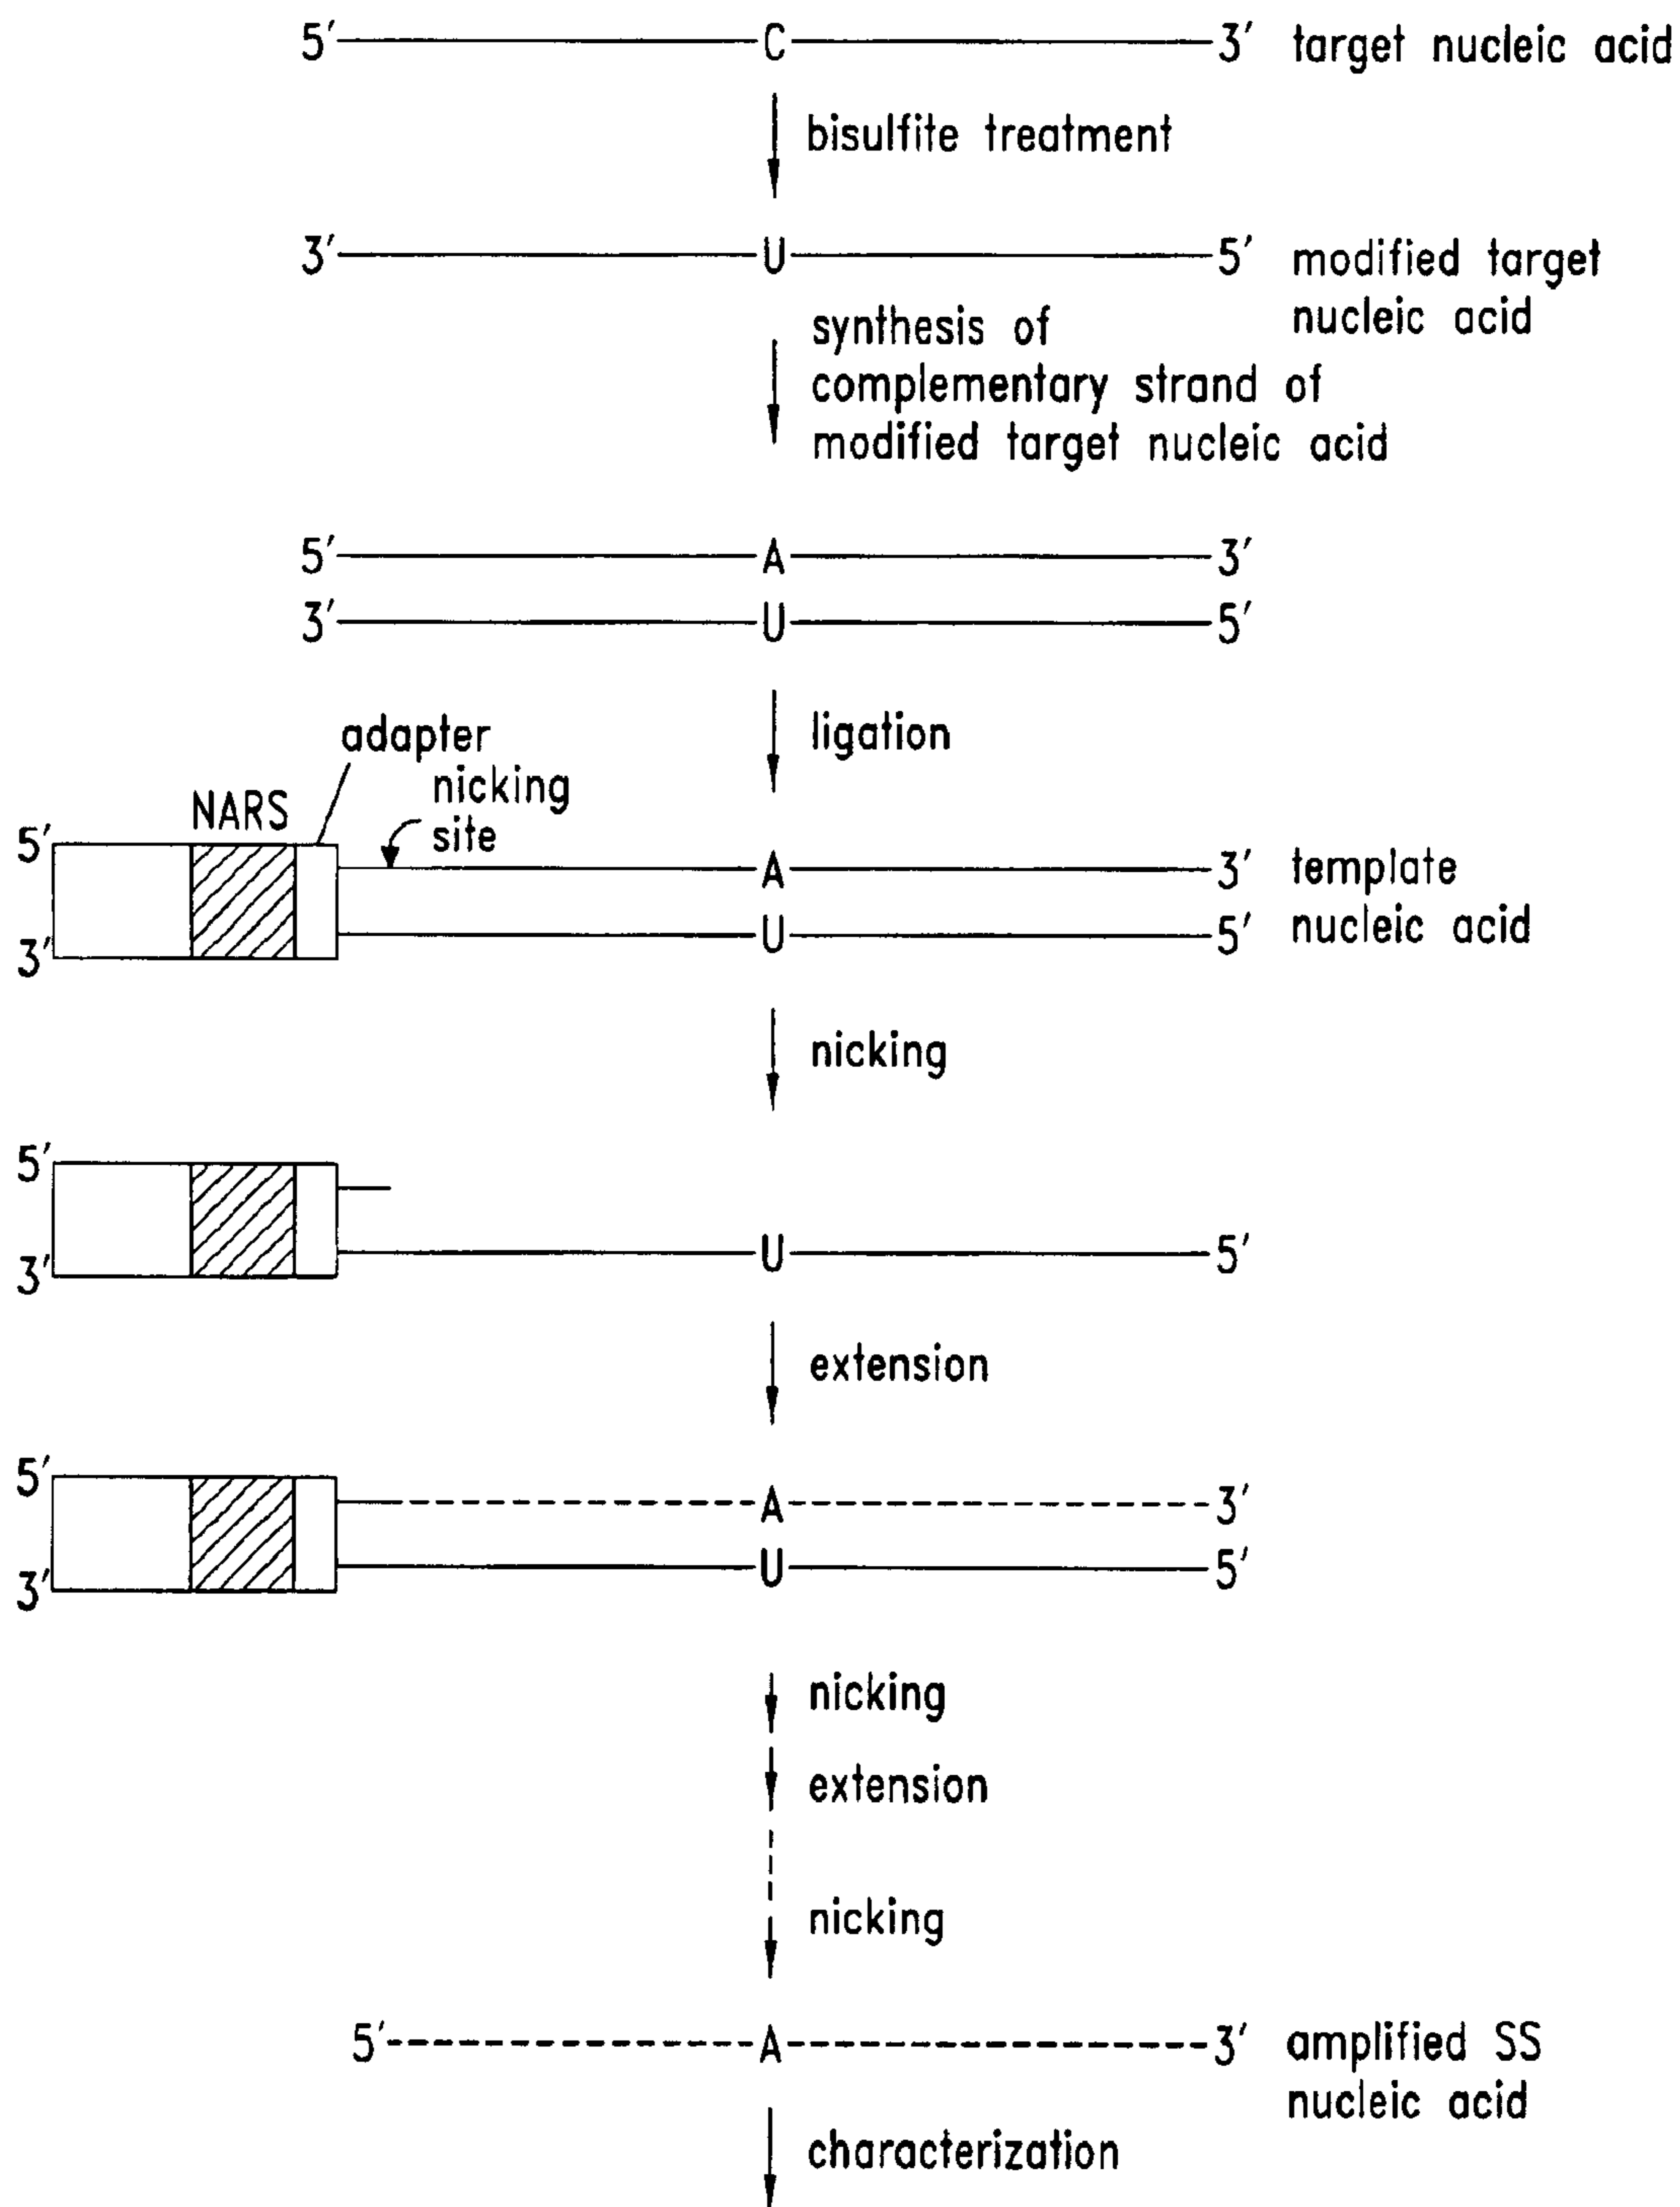 5′ C 3′ target nucleic acid
bisulfite treatment
3′ U 5′ modified target
nucleic acid
synthesis of
complementary strand of
modified target nucleic acid
5′ A 3′
3′ U 5′
ligation
adapter
nicking
site
NARS
5′ A 3′ template
3′ U 5′ nucleic acid
nicking
5′
3′ U 5′
extension
5′ A 3′
3′ U 5′
nicking
extension
nicking
5′ A 3′ amplified SS
nucleic acid
characterization